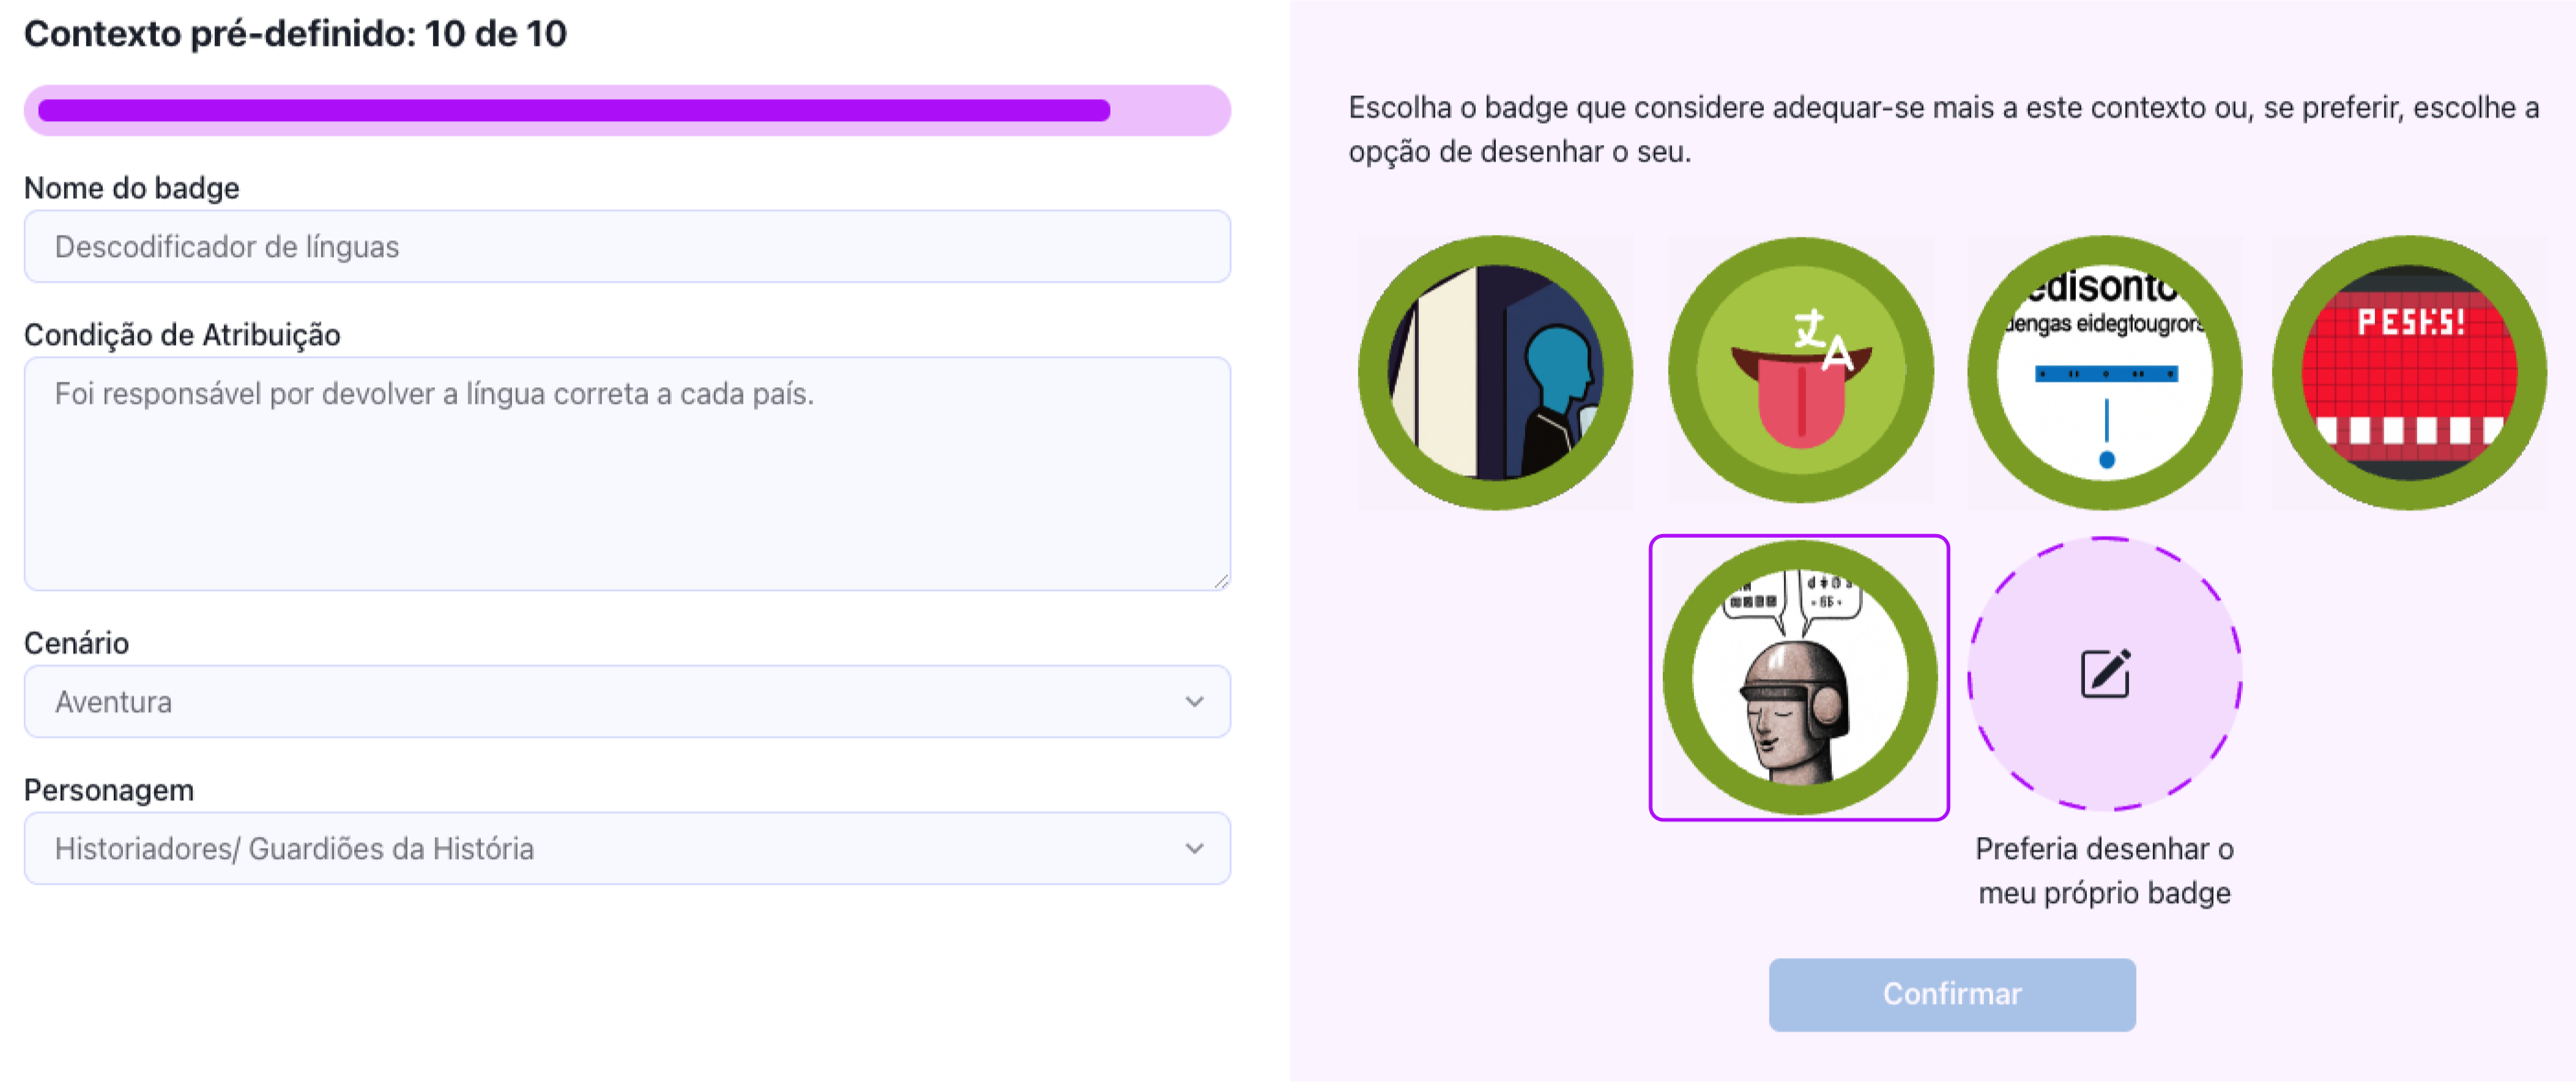 Contexto pré-definido: 10 de 10
Nome do badge
Descodificador de línguas
Condição de Atribuição
Foi responsável por devolver a língua correta a cada país.
Cenário
Aventura
Personagem
Historiadores/ Guardiões da História
Escolha o badge que considere adequar-se mais a este contexto ou, se preferir, escolhe a
opção de desenhar o seu.
文A
edisonto
dengas eidegtougrors
Preferia desenhar o
meu próprio badge
Confirmar